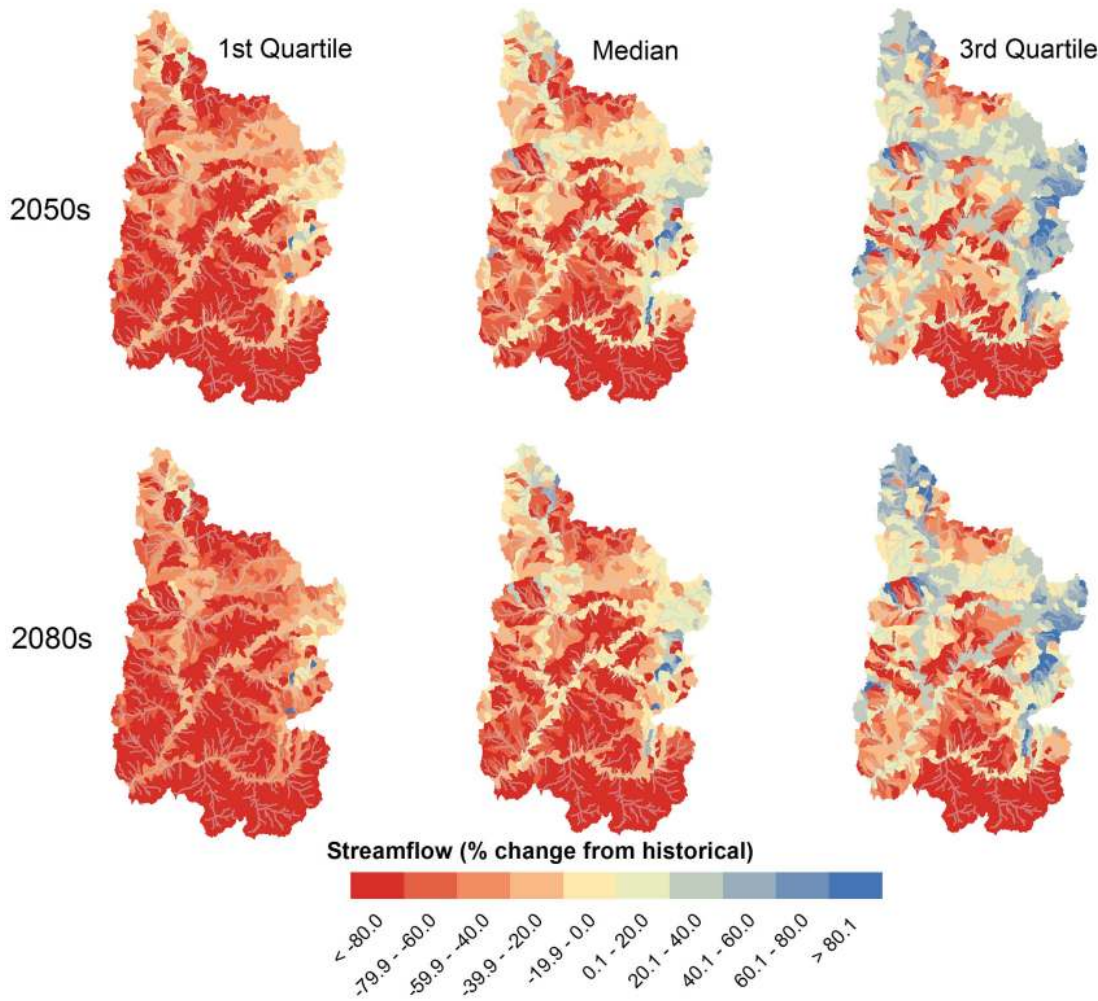 1st Quartile
Median
3rd Quartile
2050s
2080s
Streamflow (% change from historical)
< -80.0
-79.9 - -60.0
-59.9 - -40.0
-39.9 - -20.0
-19.9 - 0.0
0.1 - 20.0
20.1 - 40.0
40.1 - 60.0
60.1 - 80.0
> 80.1